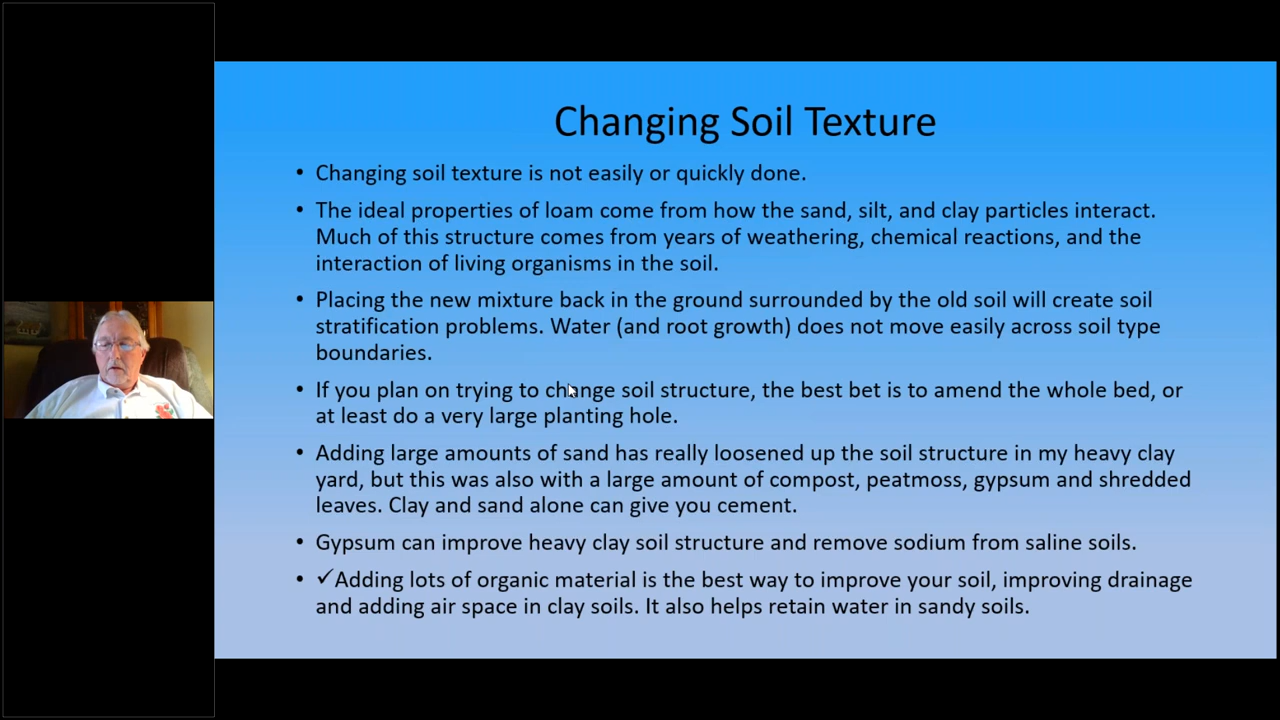 Changing Soil Texture
• Changing soil texture is not easily or quickly done.
• The ideal properties of loam come from how the sand, silt, and clay particles interact.
Much of this structure comes from years of weathering, chemical reactions, and the
interaction of living organisms in the soil.
• Placing the new mixture back in the ground surrounded by the old soil will create soil
stratification problems. Water (and root growth) does not move easily across soil type
boundaries.
• If you plan on trying to change soil structure, the best bet is to amend the whole bed, or
at least do a very large planting hole.
• Adding large amounts of sand has really loosened up the soil structure in my heavy clay
yard, but this was also with a large amount of compost, peatmoss, gypsum and shredded
leaves. Clay and sand alone can give you cement.
• Gypsum can improve heavy clay soil structure and remove sodium from saline soils.
• ✓Adding lots of organic material is the best way to improve your soil, improving drainage
and adding air space in clay soils. It also helps retain water in sandy soils.